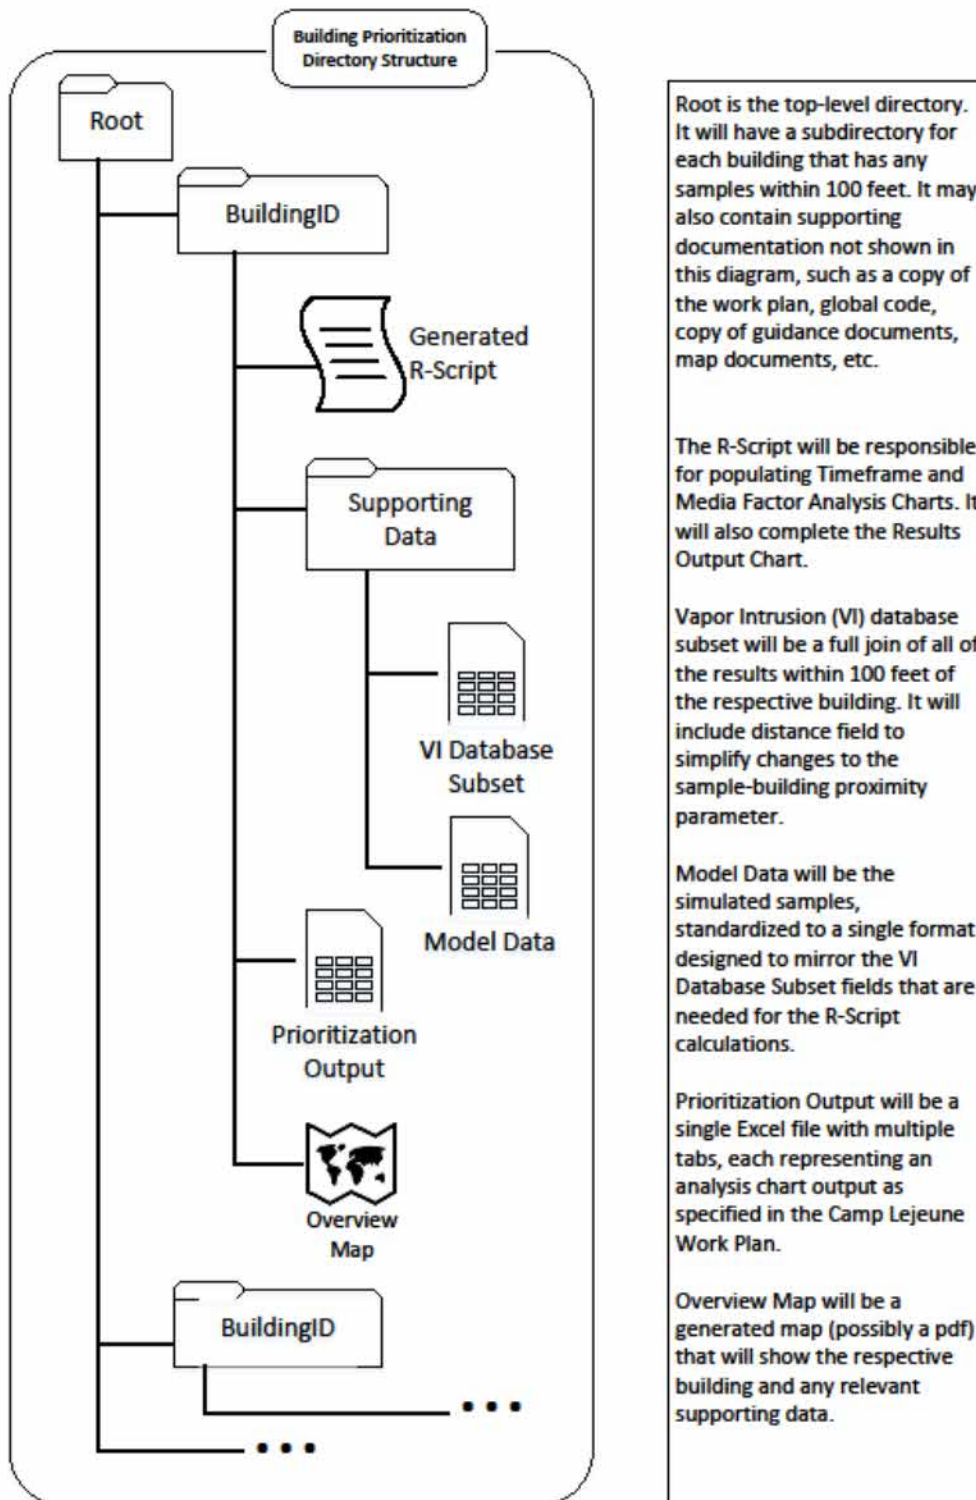 Building Prioritization
Directory Structure
Root
BuildingID
Generated
R-Script
Supporting
Data
VI Database
Subset
Model Data
Prioritization
Output
Overview
Map
BuildingID
Root is the top-level directory.
It will have a subdirectory for
each building that has any
samples within 100 feet. It may
also contain supporting
documentation not shown in
this diagram, such as a copy of
the work plan, global code,
copy of guidance documents,
map documents, etc.
The R-Script will be responsible
for populating Timeframe and
Media Factor Analysis Charts. It
will also complete the Results
Output Chart.
Vapor Intrusion (VI) database
subset will be a full join of all of
the results within 100 feet of
the respective building. It will
include distance field to
simplify changes to the
sample-building proximity
parameter.
Model Data will be the
simulated samples,
standardized to a single format
designed to mirror the VI
Database Subset fields that are
needed for the R-Script
calculations.
Prioritization Output will be a
single Excel file with multiple
tabs, each representing an
analysis chart output as
specified in the Camp Lejeune
Work Plan.
Overview Map will be a
generated map (possibly a pdf)
that will show the respective
building and any relevant
supporting data.